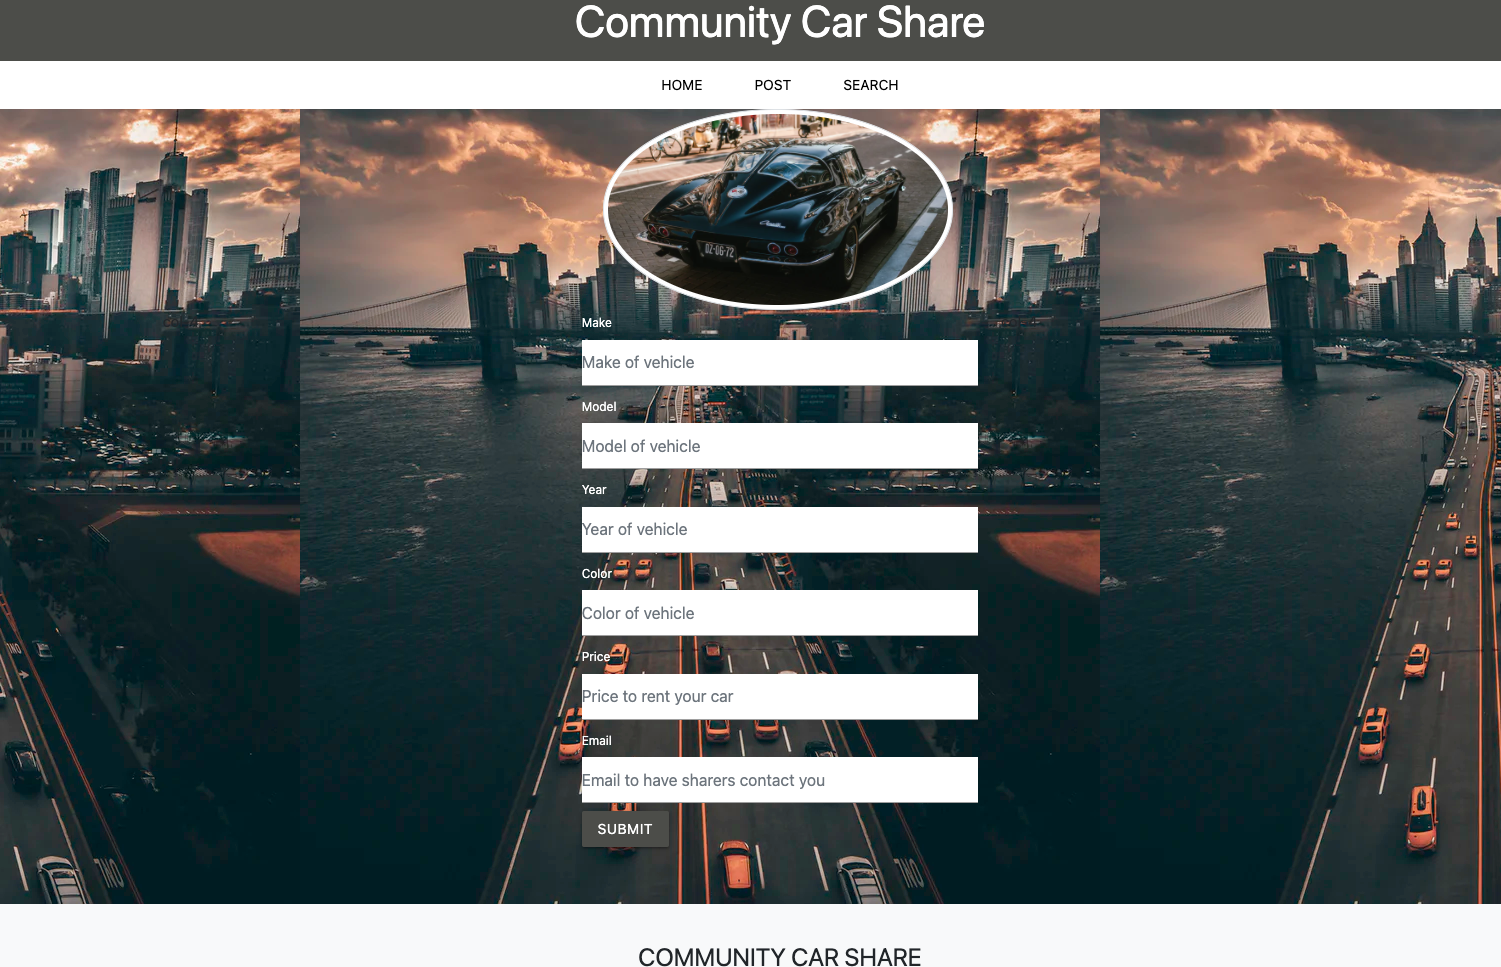 Community Car Share
HOME POST SEARCH
DZ-06-72
Make
Make of vehicle
Model
Model of vehicle
Year
Year of vehicle
Color
Color of vehicle
Price
Price to rent your car
Email
Email to have sharers contact you
SUBMIT
COMMUNITY CAR SHARE